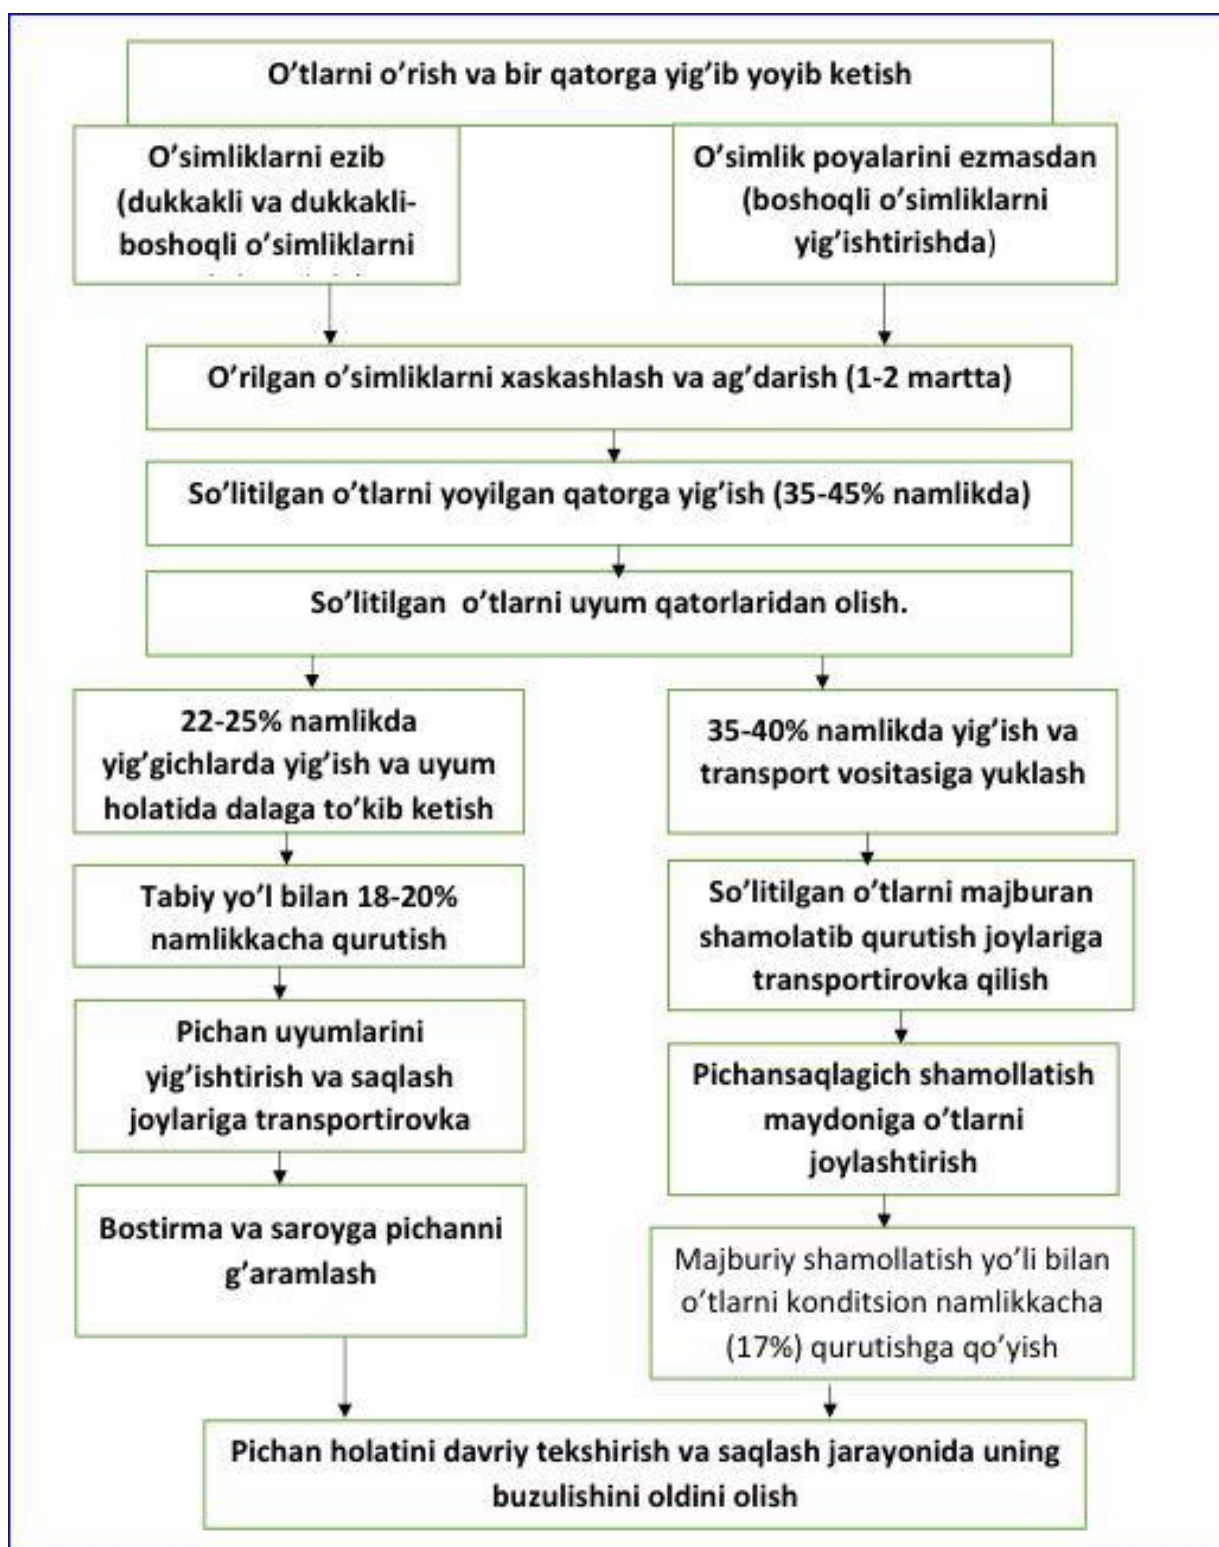 O’tlarni o’rish va bir qatorga yig’ib yoyib ketish
O’simliklarni ezib
(dukkakli va dukkakli-
boshoqli o’simliklarni
O’simlik poyalarini ezmasdan
(boshoqli o’simliklarni
yig’ishtirishda)
O’rilgan o’simliklarni xaskashlash va ag’darish (1-2 martta)
So’litilgan o’tlarni yoyilgan qatorga yig’ish (35-45% namlikda)
So’litilgan o’tlarni uyum qatorlaridan olish.
22-25% namlikda
yig’gichlarda yig’ish va uyum
holatida dalaga to’kib ketish
Tabiy yo’l bilan 18-20%
namlikkacha qurutish
Pichan uyumlarini
yig’ishtirish va saqlash
joylariga transportirovka
Bostirma va saroyga pichanni
g’aramlash
35-40% namlikda yig’ish va
transport vositasiga yuklash
So’litilgan o’tlarni majburan
shamolatib qurutish joylariga
transportirovka qilish
Pichansaqlagich shamollatish
maydoniga o’tlarni
joylashtirish
Majburiy shamollatish yo’li bilan
o’tlarni konditsion namlikkacha
(17%) qurutishga qo’yish
Pichan holatini davriy tekshirish va saqlash jarayonida uning
buzulishini oldini olish